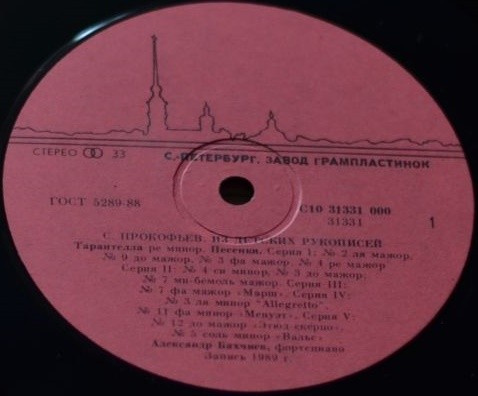 СТЕРЕО 33
С.-ПЕТЕРБУРГ. ЗАВОД ГРАМПЛАСТИНОК
ГОСТ 5289-88
С10 31331 000
31331
1
С. ПРОКОФЬЕВ. ИЗ ДЕТСКИХ РУКОПИСЕЙ
Тарантелла ре минор. Песенки. Серия I: № 2 ля мажор,
№ 9 до мажор, № 3 фа мажор, № 4 ре мажор
Серия II: № 4 си минор, № 3 до мажор;
№ 7 ми-бемоль мажор. Серия III:
№ 7 фа мажор «Марш», Серия IV:
№ 3 ля минор "Allegretto".
№ 11 фа минор «Менуэт», Серия V:
№ 12 до мажор «Этюд-скерцо»,
№ 5 соль минор «Вальс»
Александр Бахчиев, фортепиано
Запись 1989 г.